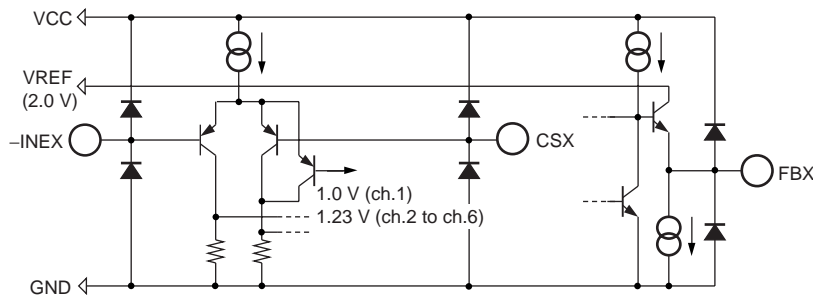 VCC
VREF
(2.0 V)
–INEX
CSX
FBX
1.0 V (ch.1)
1.23 V (ch.2 to ch.6)
GND